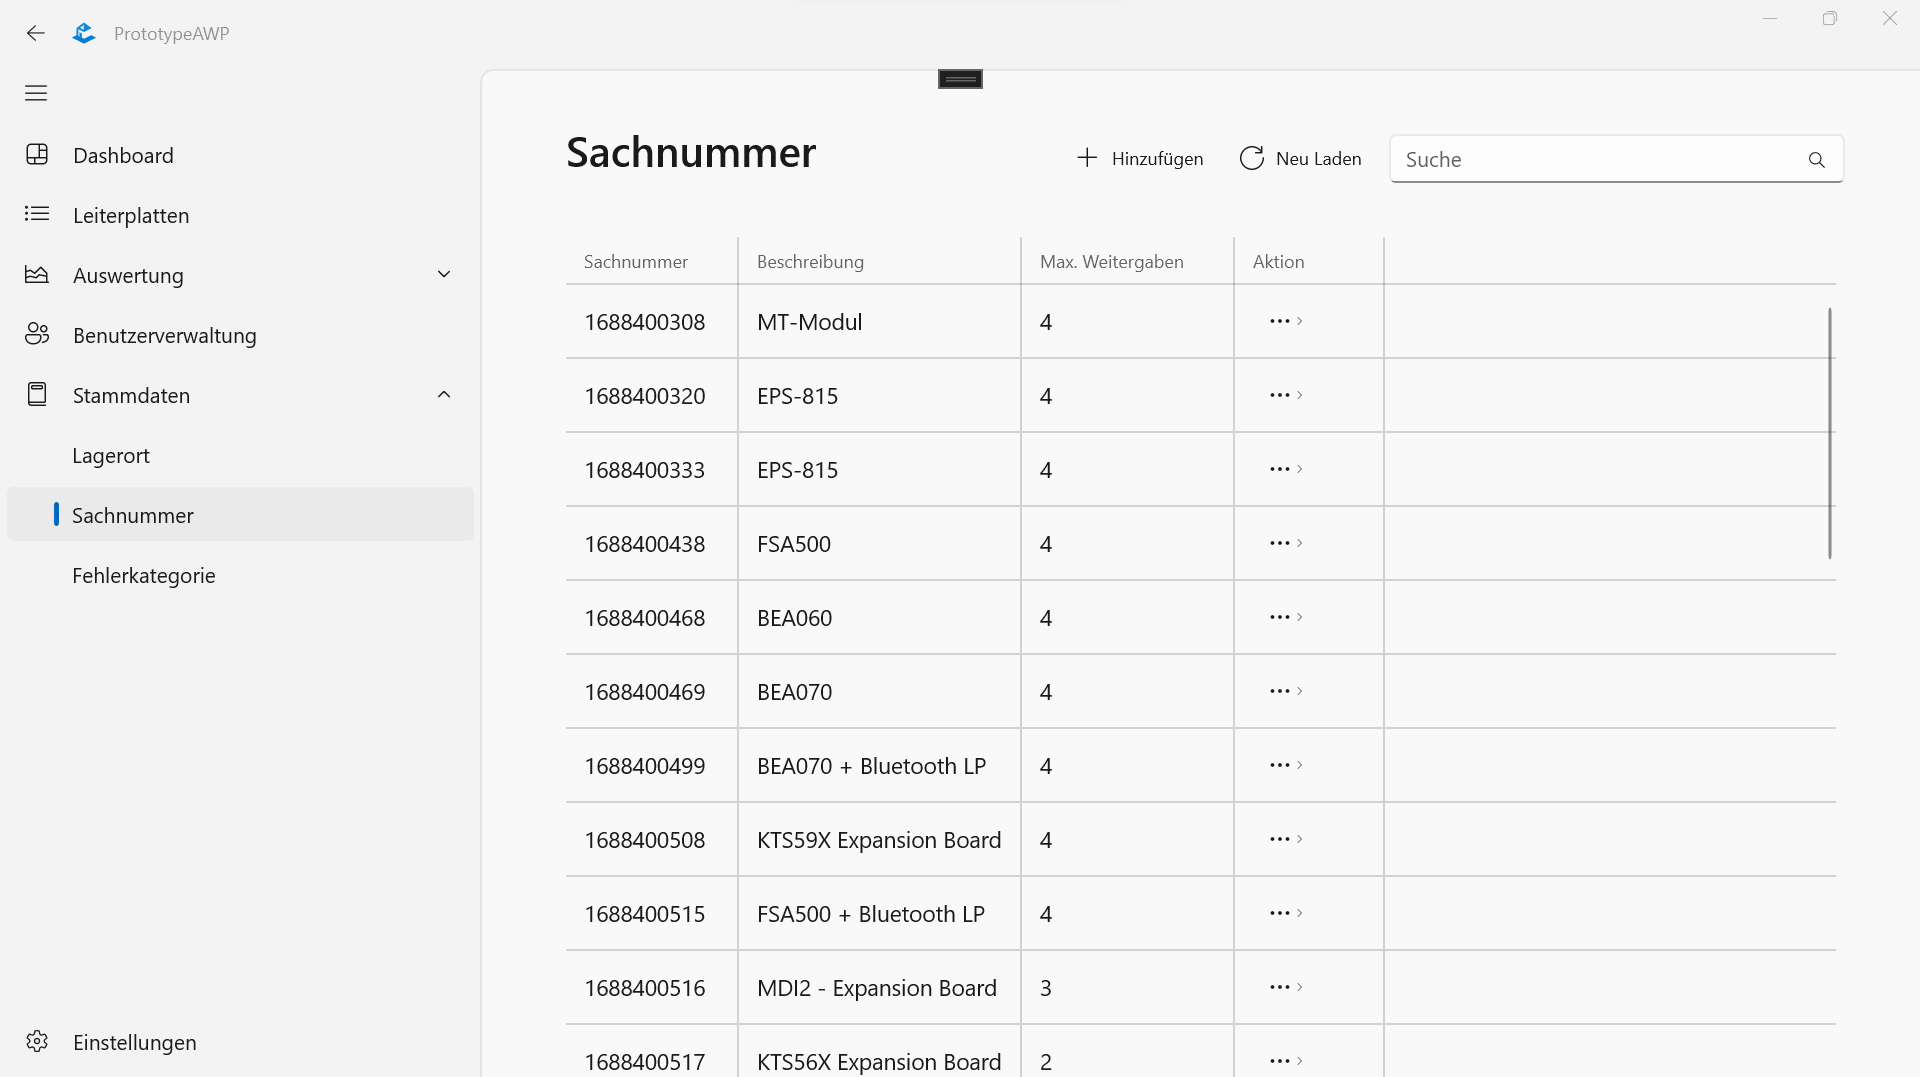 PrototypeAWP
Dashboard
Leiterplatten
Auswertung
Benutzerverwaltung
Stammdaten
Lagerort
Sachnummer
Fehlerkategorie
Einstellungen
Sachnummer
Hinzufügen
Neu Laden
Suche
Sachnummer Beschreibung Max. Weitergaben Aktion
1688400308 MT-Modul 4
1688400320 EPS-815 4
1688400333 EPS-815 4
1688400438 FSA500 4
1688400468 BEA060 4
1688400469 BEA070 4
1688400499 BEA070 + Bluetooth LP 4
1688400508 KTS59X Expansion Board 4
1688400515 FSA500 + Bluetooth LP 4
1688400516 MDI2 - Expansion Board 3
1688400517 KTS56X Expansion Board 2